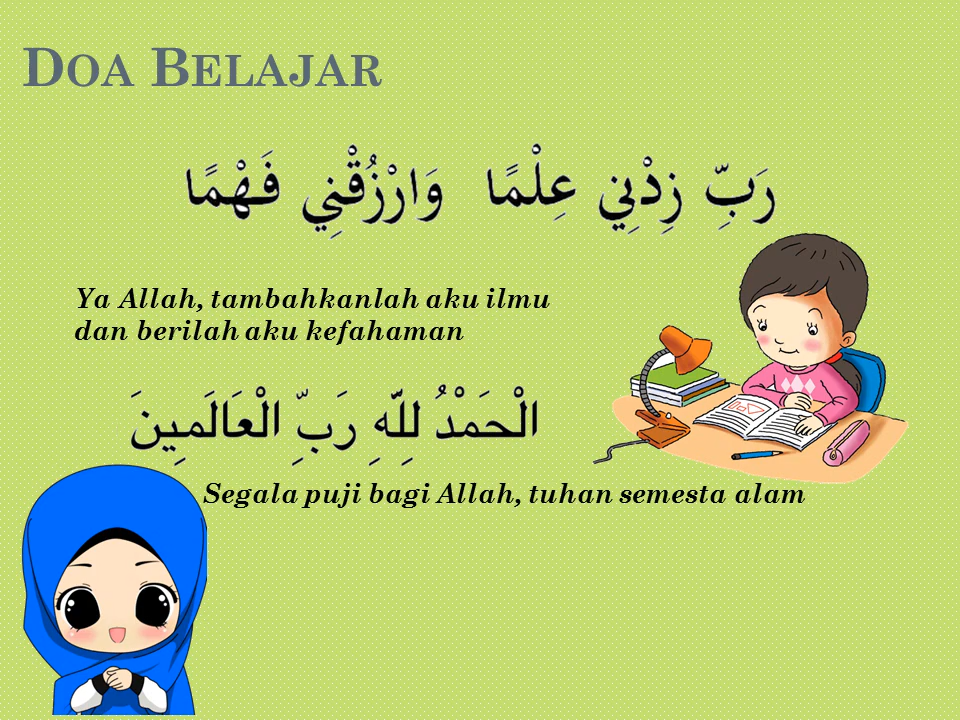 Doa Belajar
رَبِّ زِدْنِي عِلْمًا وَارْزُقْنِي فَهْمًا
Ya Allah, tambahkanlah aku ilmu
dan berilah aku kefahaman
الْحَمْدُ لِلَّهِ رَبِّ الْعَالَمِينَ
Segala puji bagi Allah, tuhan semesta alam